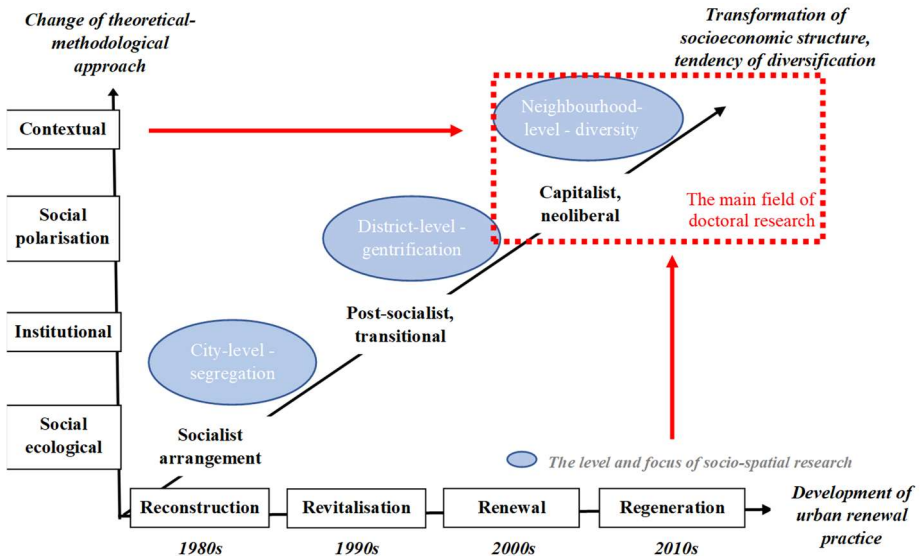 Change of theoretical-
methodological
approach
Transformation of
socioeconomic structure,
tendency of diversification
Contextual
Neighbourhood-
level - diversity
Social
polarisation
Capitalist,
neoliberal
The main field of
doctoral research
District-level -
gentrification
Institutional
Post-socialist,
transitional
City-level -
segregation
Social
ecological
Socialist
arrangement
The level and focus of socio-spatial research
Reconstruction
Revitalisation
Renewal
Regeneration
Development of
urban renewal
practice
1980s
1990s
2000s
2010s